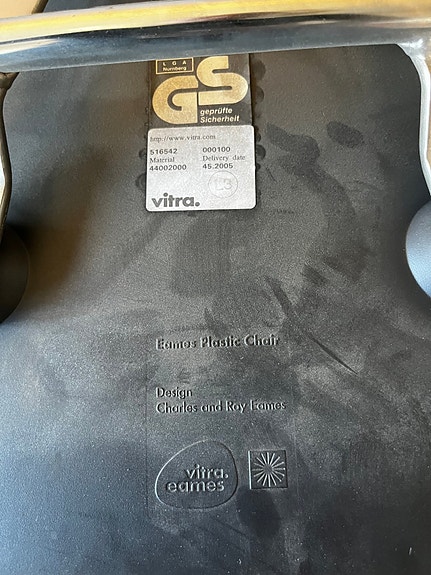 LGA
Nürnberg
GS
geprüfte
Sicherheit
http://www.vitra.com
516542 000100
Material Delivery date
44002000 45.2005
vitra.
Eames Plastic Chair
Design
Charles and Ray Eames
vitra.
eames